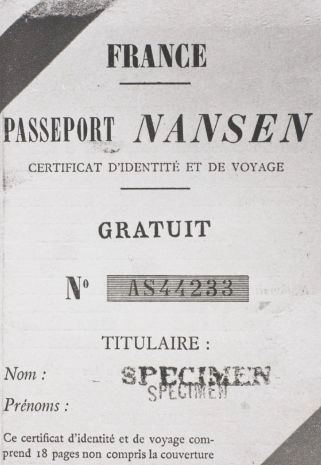 FRANCE
PASSEPORT NANSEN
CERTIFICAT D'IDENTITÉ ET DE VOYAGE
GRATUIT
Nº AS44233
TITULAIRE :
Nom : SPECIMEN
SPECIMEN
Prénoms :
Ce certificat d'identité et de voyage com-
prend 18 pages non compris la couverture